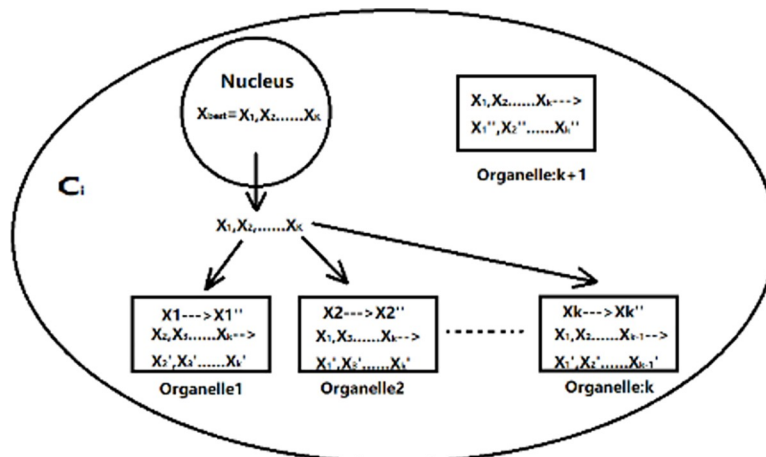 Nucleus
Xbest=X1,X2......XK
X1,X2......Xk--->
X1'',X2''......Xk''
Organelle:k+1
Ci
X1,X2,......XK
X1--->X1''
X2,X3......Xk-->
X2',X3'......Xk'
Organelle1
X2--->X2''
X1,X3......Xk-->
X1',X3'......Xk'
Organelle2
Xk--->Xk''
X1,X2......Xk-1-->
X1',X2'......Xk-1'
Organelle:k